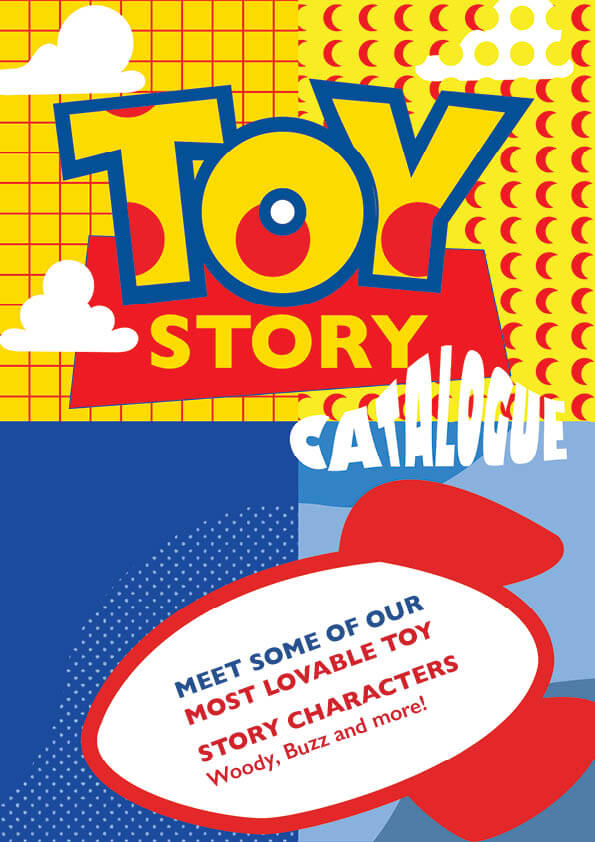 TOY
STORY
CATALOGUE
MEET SOME OF OUR
MOST LOVABLE TOY
STORY CHARACTERS
Woody, Buzz and more!